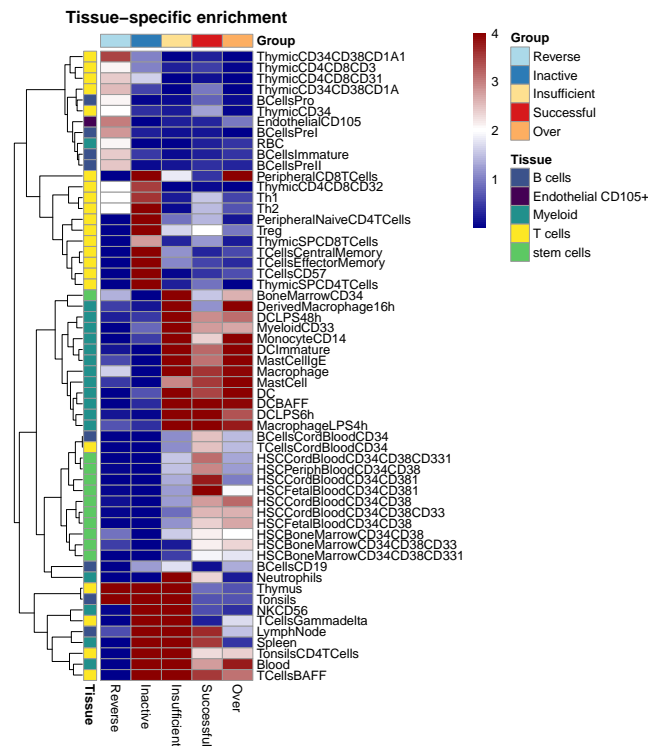 Tissue−specific enrichment
Group
ThymicCD34CD38CD1A1
ThymicCD4CD8CD3
ThymicCD4CD8CD31
ThymicCD34CD38CD1A
BCellsPro
ThymicCD34
EndothelialCD105
BCellsPreI
RBC
BCellsImmature
BCellsPreII
PeripheralCD8TCells
ThymicCD4CD8CD32
Th1
Th2
PeripheralNaiveCD4TCells
Treg
ThymicSPCD8TCells
TCellsCentralMemory
TCellsEffectorMemory
TCellsCD57
ThymicSPCD4TCells
BoneMarrowCD34
DerivedMacrophage16h
DCLPS48h
MyeloidCD33
MonocyteCD14
DCImmature
MastCellIgE
Macrophage
MastCell
DC
DCBAFF
DCLPS6h
MacrophageLPS4h
BCellsCordBloodCD34
TCellsCordBloodCD34
HSCCordBloodCD34CD38CD331
HSCPeriphBloodCD34CD38
HSCCordBloodCD34CD381
HSCFetalBloodCD34CD381
HSCCordBloodCD34CD38
HSCCordBloodCD34CD38CD33
HSCFetalBloodCD34CD38
HSCBoneMarrowCD34CD38
HSCBoneMarrowCD34CD38CD33
HSCBoneMarrowCD34CD38CD331
BCellsCD19
Neutrophils
Thymus
Tonsils
NKCD56
TCellsGammadelta
LymphNode
Spleen
TonsilsCD4TCells
Blood
TCellsBAFF
Tissue
Reverse
Inactive
Insufficient
Successful
Over
4
3
2
1
Group
Reverse
Inactive
Insufficient
Successful
Over
Tissue
B cells
Endothelial CD105+
Myeloid
T cells
stem cells